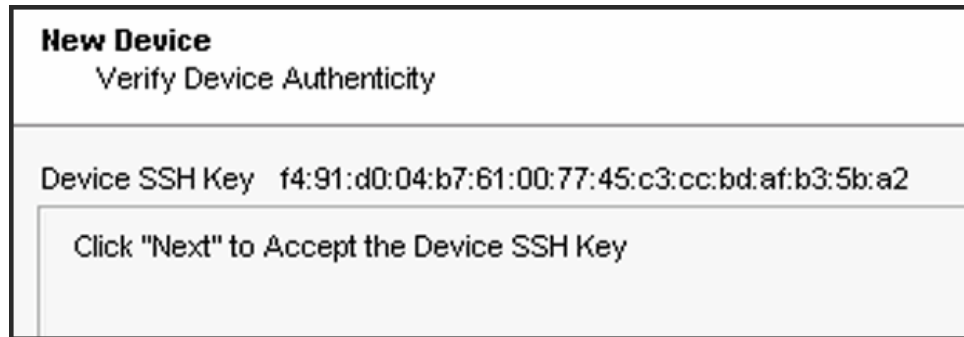 New Device
Verify Device Authenticity
Device SSH Key f4:91:d0:04:b7:61:00:77:45:c3:cc:bd:af:b3:5b:a2
Click "Next" to Accept the Device SSH Key